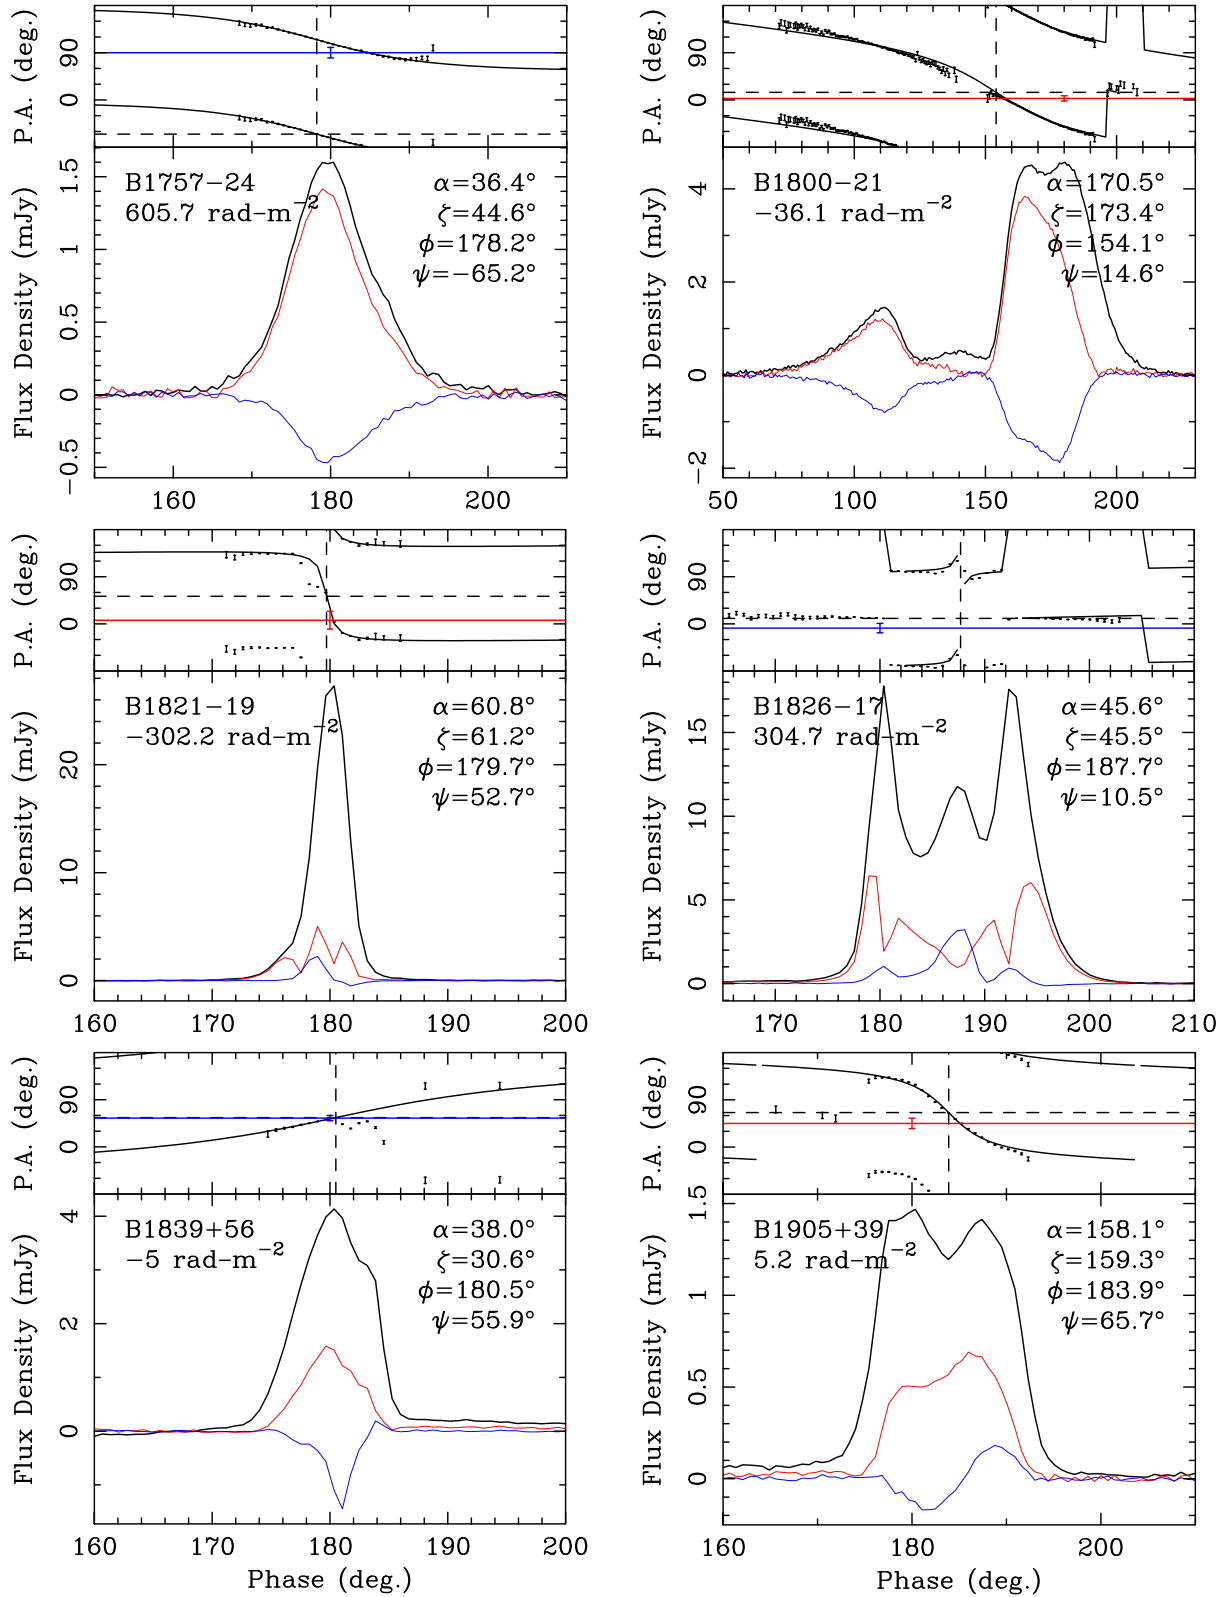 P.A. (deg.)
90
0
B1757−24
605.7 rad−m−2
α=36.4°
ζ=44.6°
ϕ=178.2°
ψ=−65.2°
Flux Density (mJy)
1.5
1
0.5
0
−0.5
160 180 200
P.A. (deg.)
90
0
B1800−21
−36.1 rad−m−2
α=170.5°
ζ=173.4°
ϕ=154.1°
ψ=14.6°
Flux Density (mJy)
4
2
0
−2
50 100 150 200
P.A. (deg.)
90
0
B1821−19
−302.2 rad−m−2
α=60.8°
ζ=61.2°
ϕ=179.7°
ψ=52.7°
Flux Density (mJy)
20
10
0
160 170 180 190 200
P.A. (deg.)
90
0
B1826−17
304.7 rad−m−2
α=45.6°
ζ=45.5°
ϕ=187.7°
ψ=10.5°
Flux Density (mJy)
15
10
5
0
170 180 190 200 210
P.A. (deg.)
90
0
B1839+56
−5 rad−m−2
α=38.0°
ζ=30.6°
ϕ=180.5°
ψ=55.9°
Flux Density (mJy)
4
2
0
160 170 180 190 200
Phase (deg.)
P.A. (deg.)
90
0
B1905+39
5.2 rad−m−2
α=158.1°
ζ=159.3°
ϕ=183.9°
ψ=65.7°
Flux Density (mJy)
1.5
1
0.5
0
160 180 200
Phase (deg.)